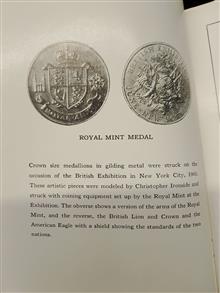 ROYAL MINT
ROYAL MINT MEDAL
Crown size medallions in gilding metal were struck on the
occasion of the British Exhibition in New York City, 1960.
These artistic pieces were modeled by Christopher Ironside and
struck with coining equipment set up by the Royal Mint at the
Exhibition. The obverse shows a version of the arms of the Royal
Mint, and the reverse, the British Lion and Crown and the
American Eagle with a shield showing the standards of the two
nations.